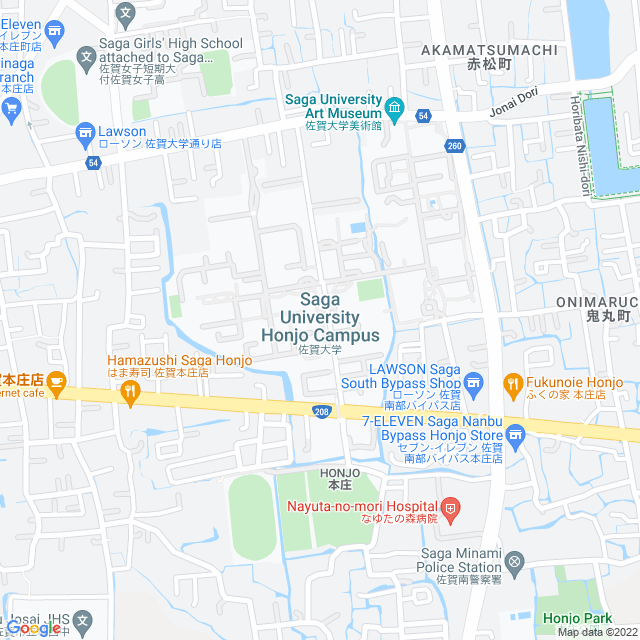 Eleven
イレブン
本庄町店
Saga Girls' High School
attached to Saga...
佐賀女子短期大
付佐賀女子高
AKAMATSUMACHI
赤松町
inaga
ranch
本庄店
Saga University
Art Museum
佐賀大学美術館
Jonai Dori
Horibata Nishi-dori
54
Lawson
ローソン 佐賀大学通り店
54
260
Saga
University
Honjo Campus
佐賀大学
ONIMARUC
鬼丸町
Hamazushi Saga Honjo
はま寿司 佐賀本庄店
本庄店
ernet cafe
LAWSON Saga
South Bypass Shop
ローソン 佐賀
南部バイパス店
Fukunoie Honjo
ふくの家 本庄店
208
7-ELEVEN Saga Nanbu
Bypass Honjo Store
セブン-イレブン 佐賀
南部バイパス本庄店
HONJO
本庄
Nayuta-no-mori Hospital
なゆたの森病院
Saga Minami
Police Station
佐賀南警察署
Josai JHS
Google
Honjo Park
Map data ©2022